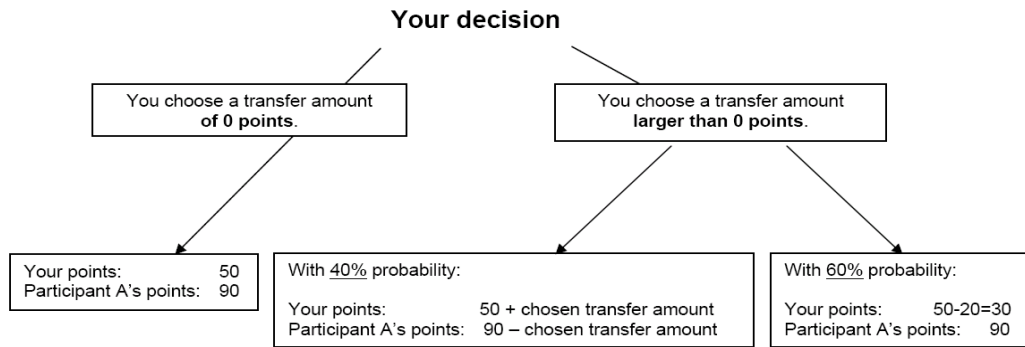 Your decision
You choose a transfer amount
of 0 points.
You choose a transfer amount
larger than 0 points.
Your points: 50
Participant A's points: 90
With 40% probability:
Your points: 50 + chosen transfer amount
Participant A's points: 90 – chosen transfer amount
With 60% probability:
Your points: 50-20=30
Participant A's points: 90